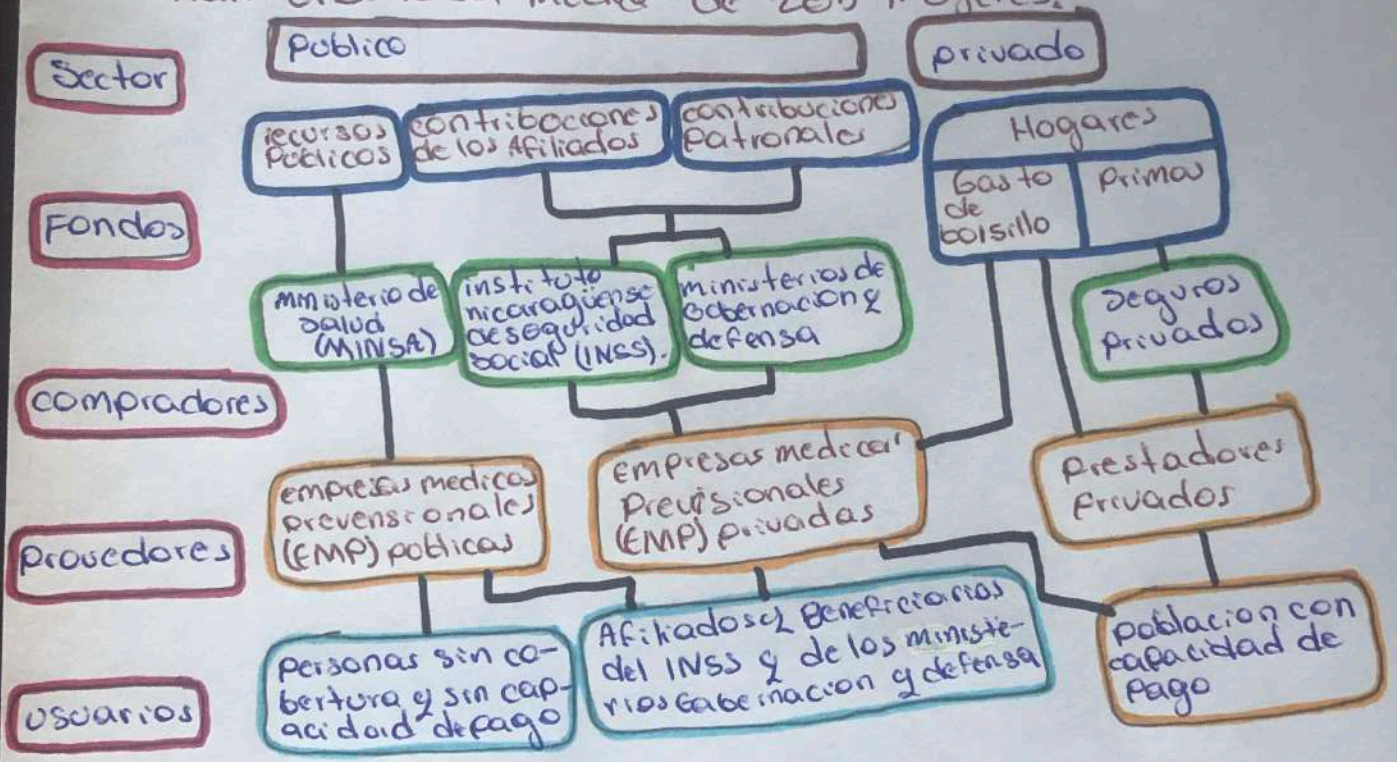 Sector
Publico
privado
recursos
Publicos
contribuciones
de los Afiliados
contribuciones
Patronales
Hogares
Gasto
de
bolsillo
Primas
Fondos
ministerio de
salud
(MINSA)
instituto
nicaragüense
de seguridad
social (INSS).
ministerios de
Gobernacion y
defensa
seguros
privados
compradores
empresas medicas
prevensionales
(EMP) publicas
empresas medicas
Previsionales
(EMP) privadas
prestadores
Privados
Provedores
personas sin co-
bertura y sin cap-
acidad de pago
Afiliados y Beneficiarios
del INSS y de los ministe-
rios Gabernacion y defensa
poblacion con
capacidad de
Pago
usuarios